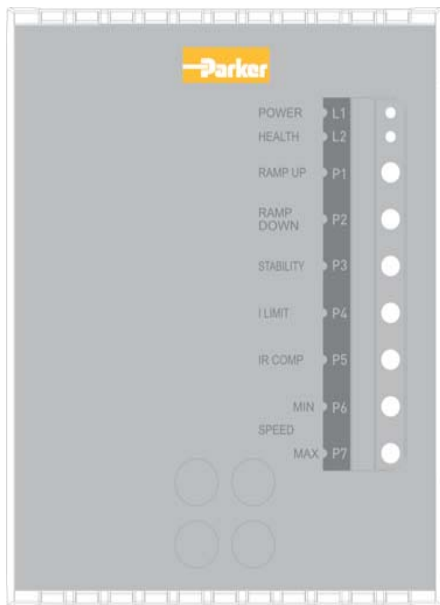 Parker
POWER L1
HEALTH L2
RAMP UP P1
RAMP
DOWN P2
STABILITY P3
I LIMIT P4
IR COMP P5
MIN P6
SPEED
MAX P7